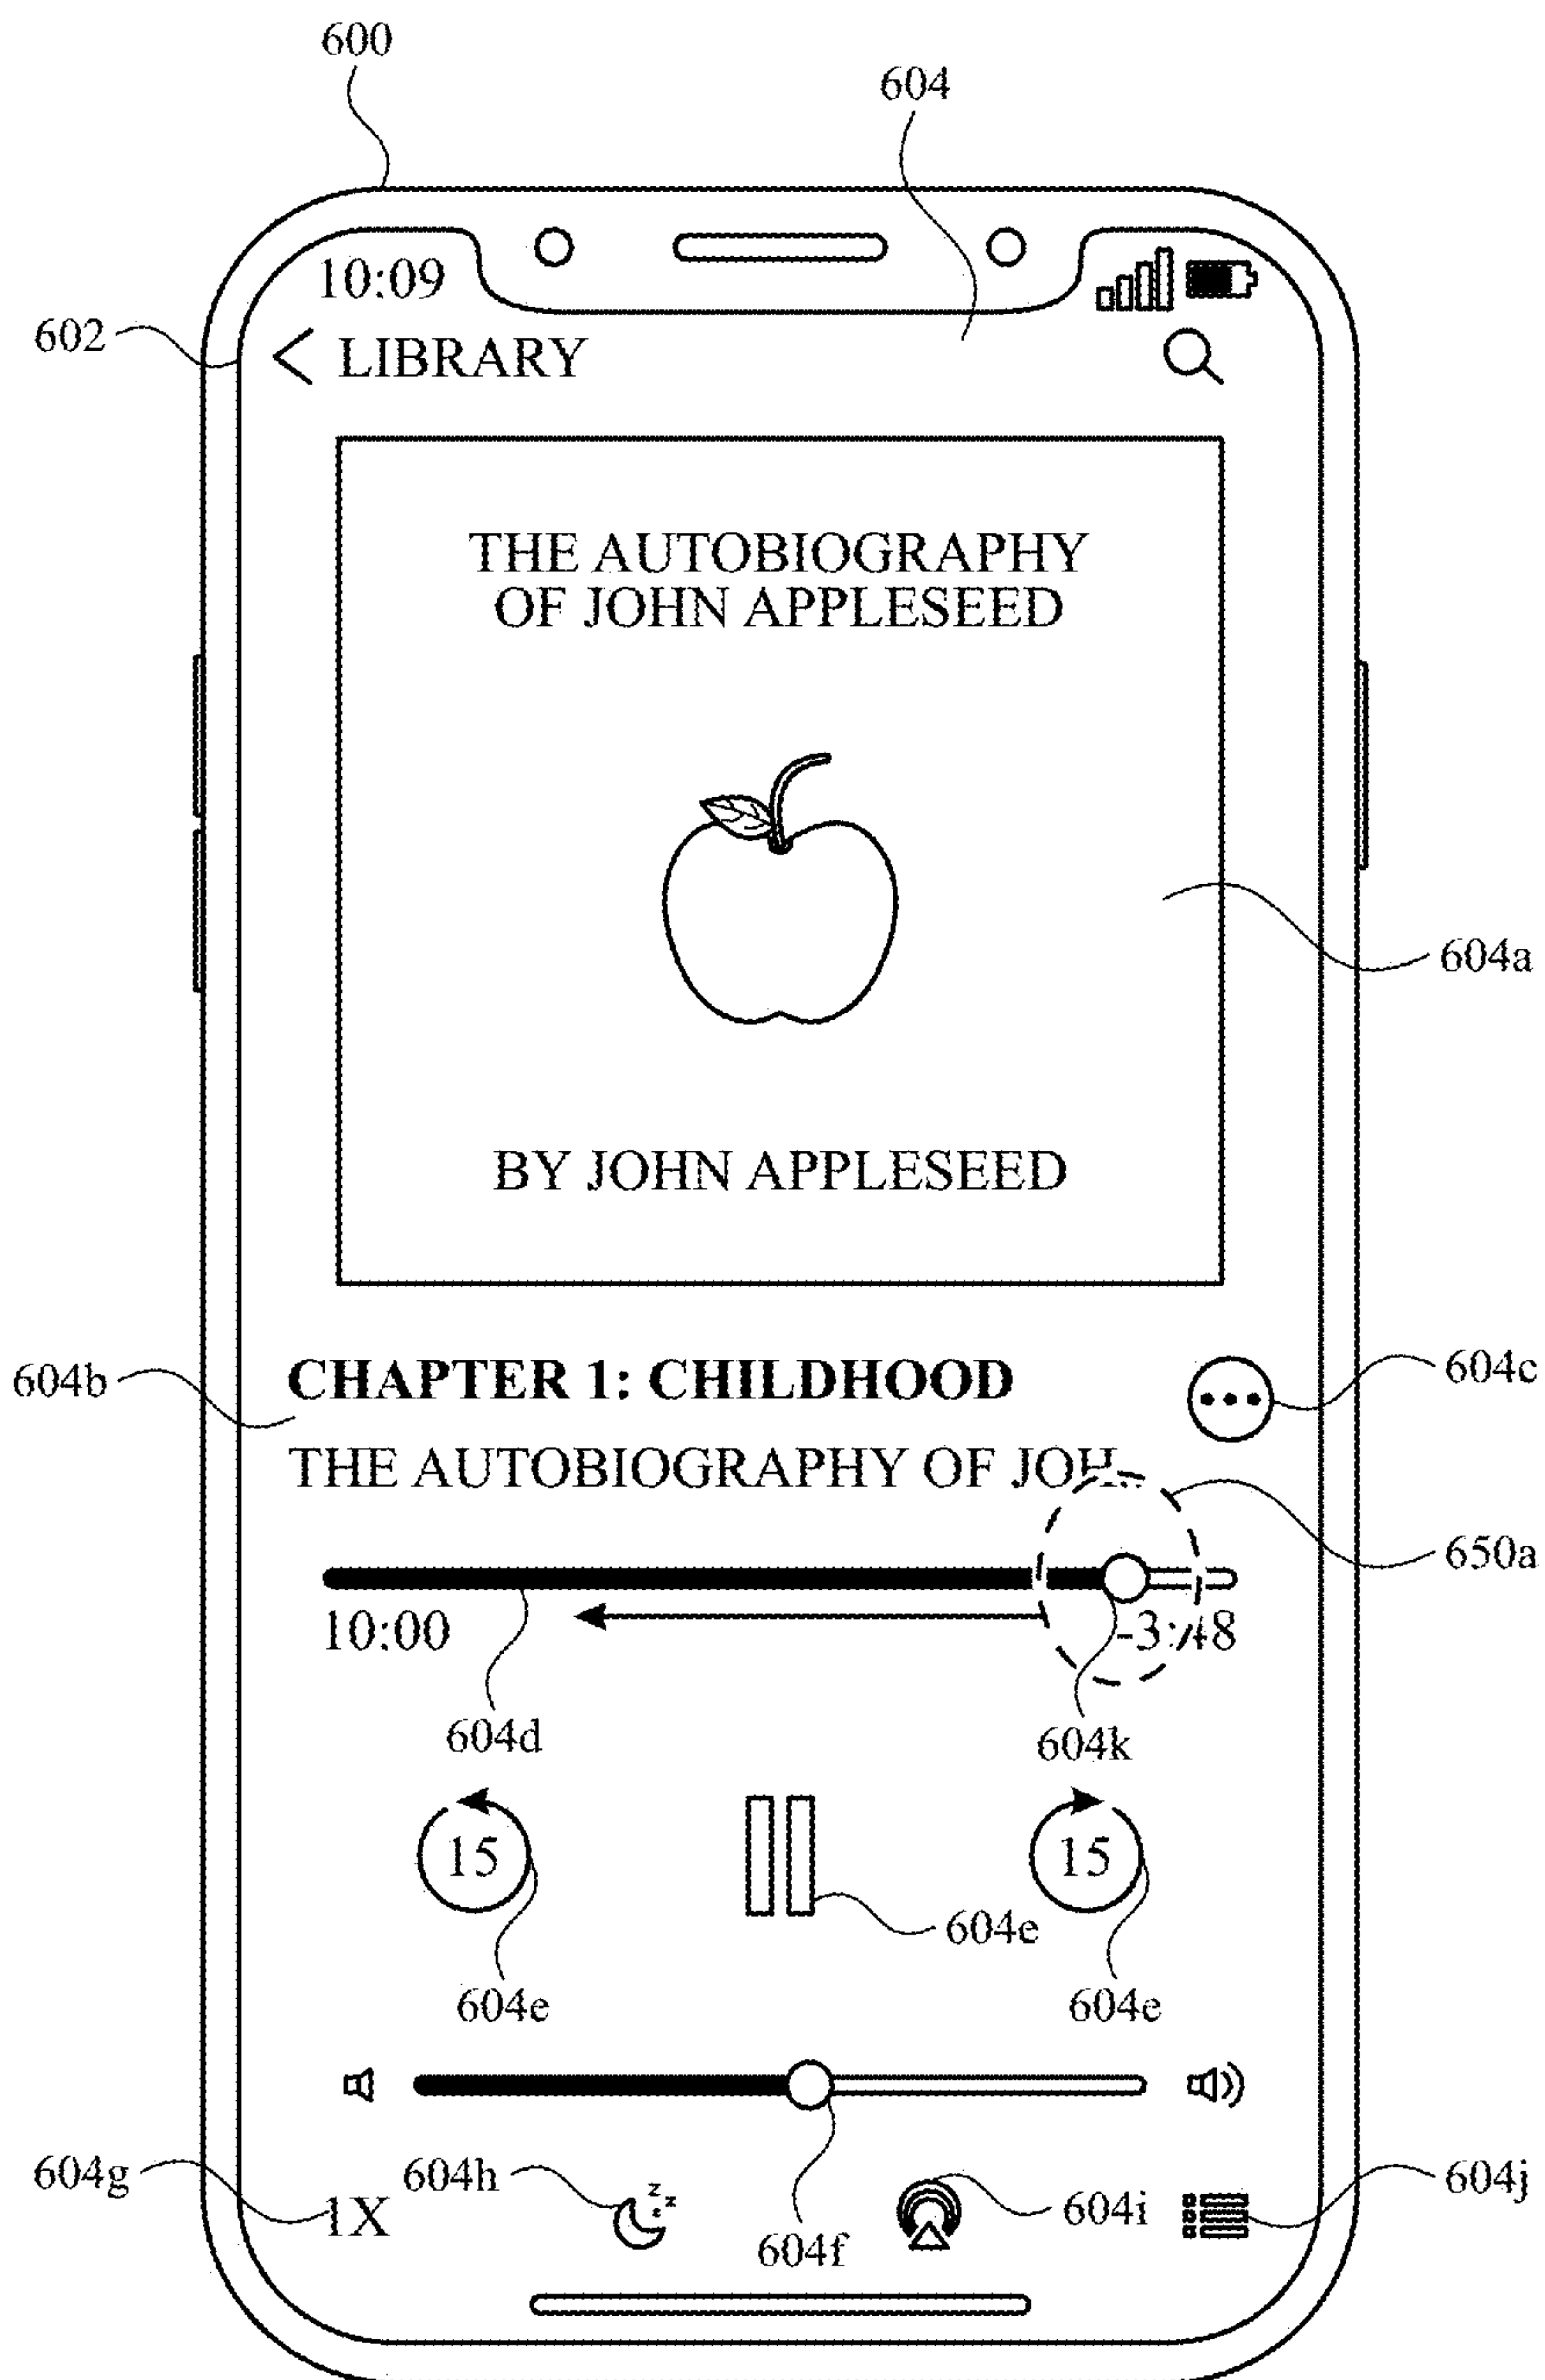 600
604
10:09
602
LIBRARY
THE AUTOBIOGRAPHY
OF JOHN APPLESEED
604a
BY JOHN APPLESEED
604b
CHAPTER 1: CHILDHOOD
604c
THE AUTOBIOGRAPHY OF JOH..
650a
10:00
-3:48
604d
604k
15
15
604e
604e
604e
604g
604h
z z
604i
604j
1X
604f